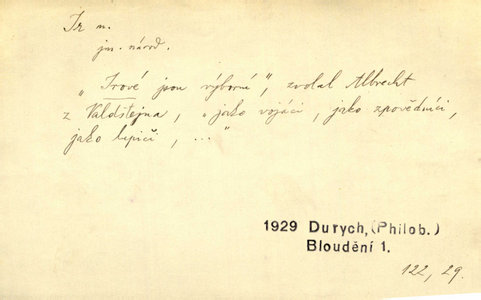 Ir m.
jm. národ.
„Irové jsou výborní", zvolal Albrecht
z Valdštejna, „jako vojáci, jako zpovědníci,
jako lupiči, ..."
1929 Durych, (Philob.)
Bloudění 1.
122, 29.